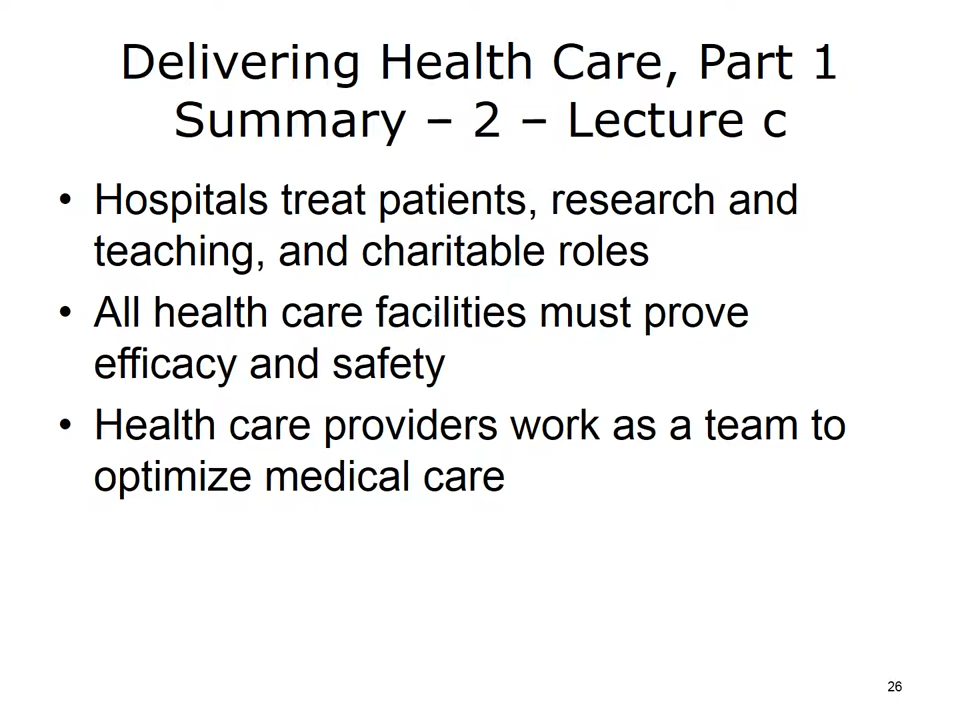 Delivering Health Care, Part 1
Summary – 2 – Lecture c
• Hospitals treat patients, research and
teaching, and charitable roles
• All health care facilities must prove
efficacy and safety
• Health care providers work as a team to
optimize medical care
26